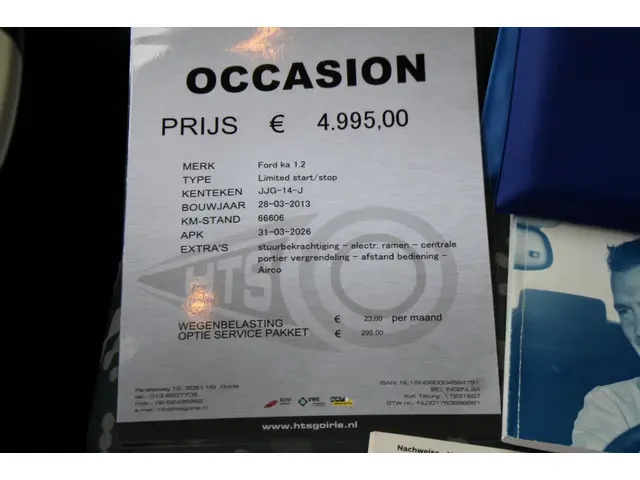 OCCASION
PRIJS € 4.995,00
MERK Ford ka 1.2
TYPE Limited start/stop
KENTEKEN JJG-14-J
BOUWJAAR 28-03-2013
KM-STAND 66606
APK 31-03-2026
EXTRA'S stuurbekrachtiging - electr. ramen - centrale
portier vergrendeling - afstand bediening -
Airco
HTS
WEGENBELASTING € 23,00 per maand
OPTIE SERVICE PAKKET € 295,00
www.htsgoirle.nl